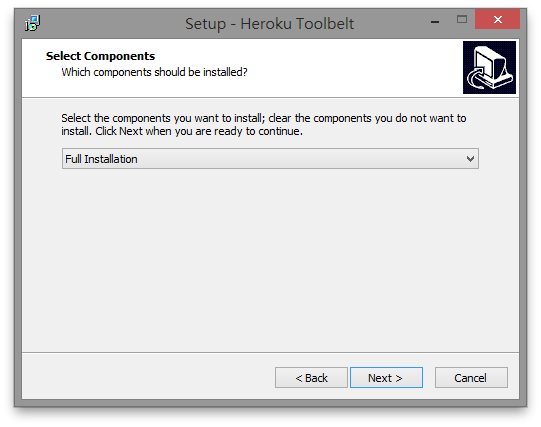 Setup - Heroku Toolbelt
Select Components
Which components should be installed?
Select the components you want to install; clear the components you do not want to
install. Click Next when you are ready to continue.
Full Installation
< Back
Next >
Cancel